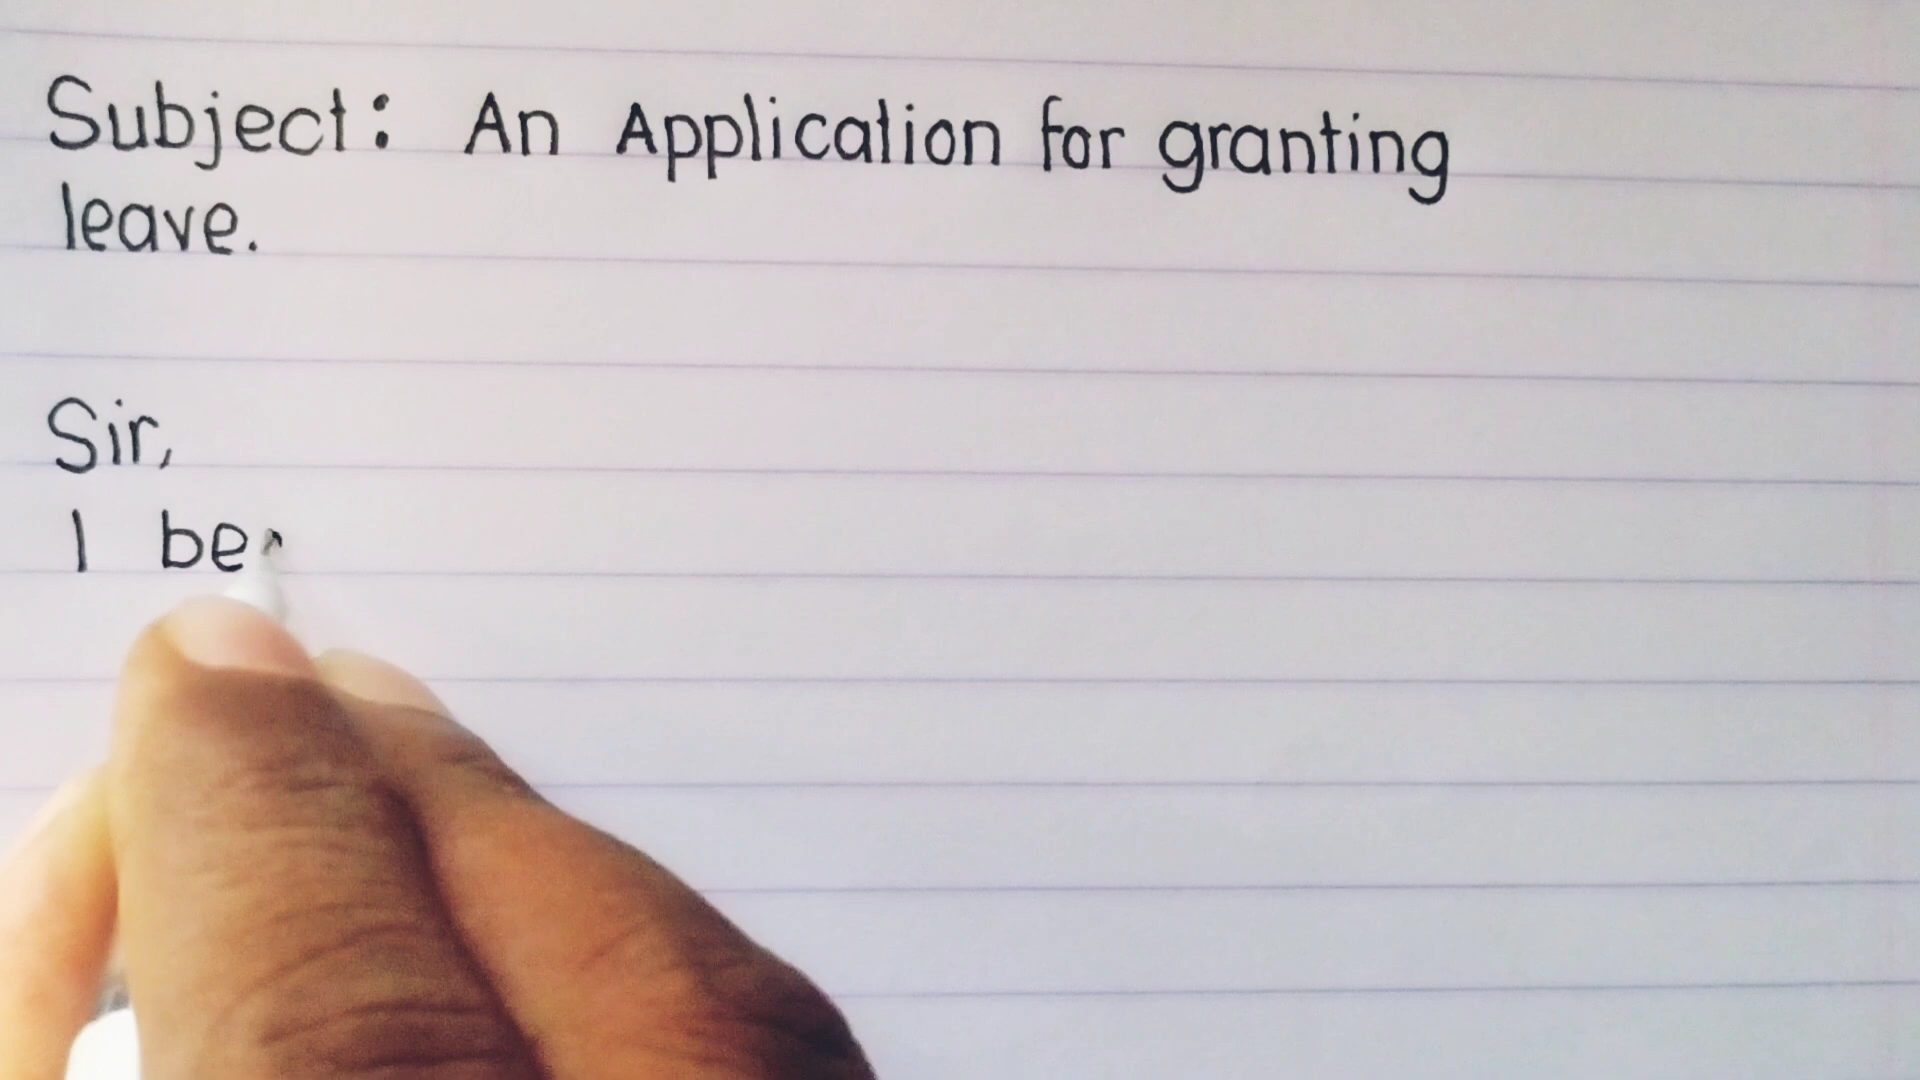 Subject: An Application for granting
leave.
Sir,
I be